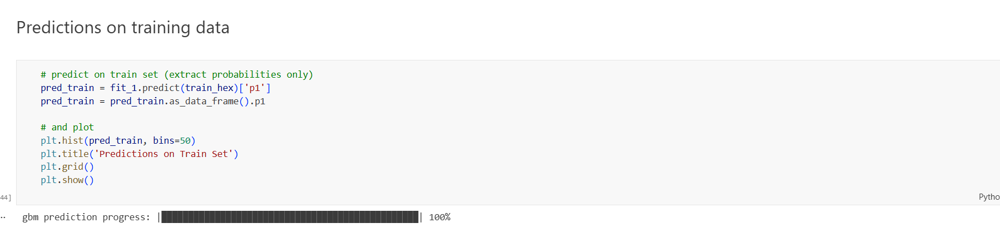 Predictions on training data
# predict on train set (extract probabilities only)
pred_train = fit_1.predict(train_hex)['p1']
pred_train = pred_train.as_data_frame().p1
# and plot
plt.hist(pred_train, bins=50)
plt.title('Predictions on Train Set')
plt.grid()
plt.show()
44]
Pytho
gbm prediction progress: || 100%